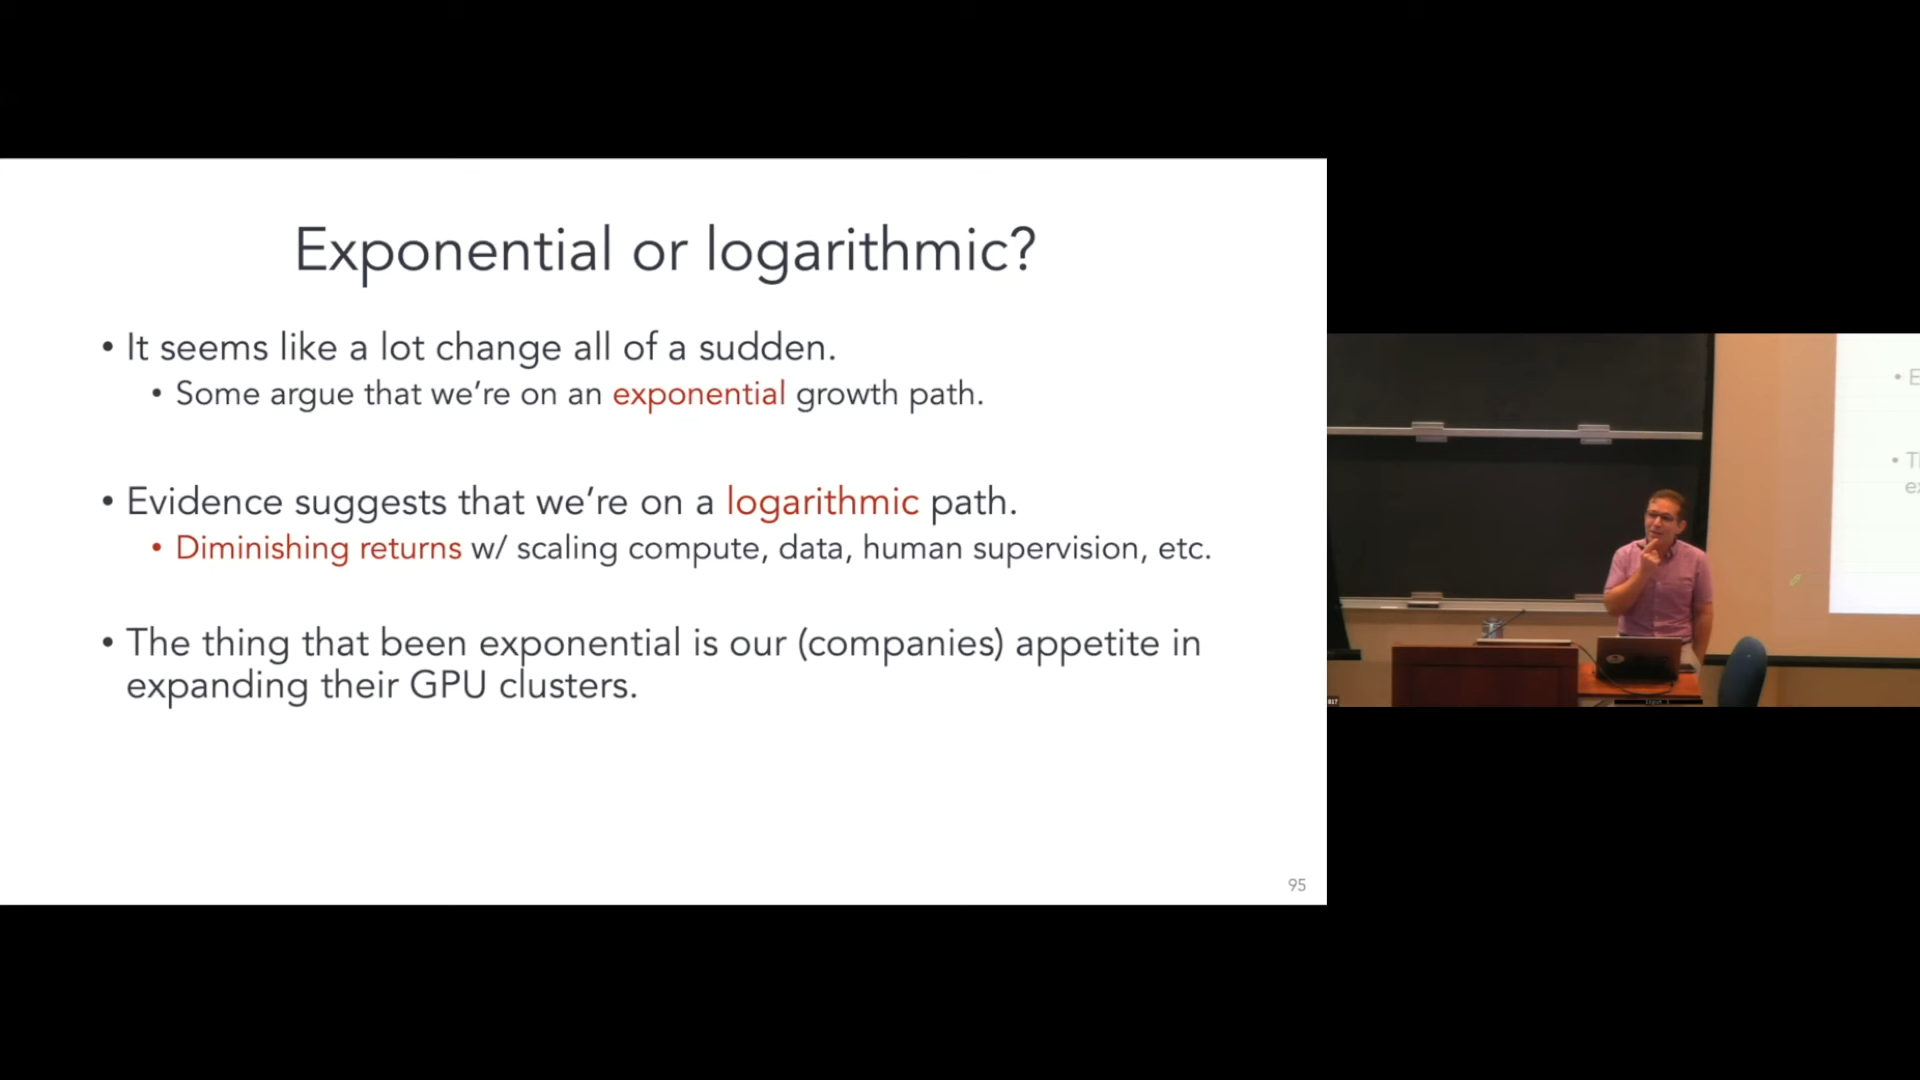 Exponential or logarithmic?
• It seems like a lot change all of a sudden.
• Some argue that we’re on an exponential growth path.
• Evidence suggests that we’re on a logarithmic path.
• Diminishing returns w/ scaling compute, data, human supervision, etc.
• The thing that been exponential is our (companies) appetite in
expanding their GPU clusters.
95